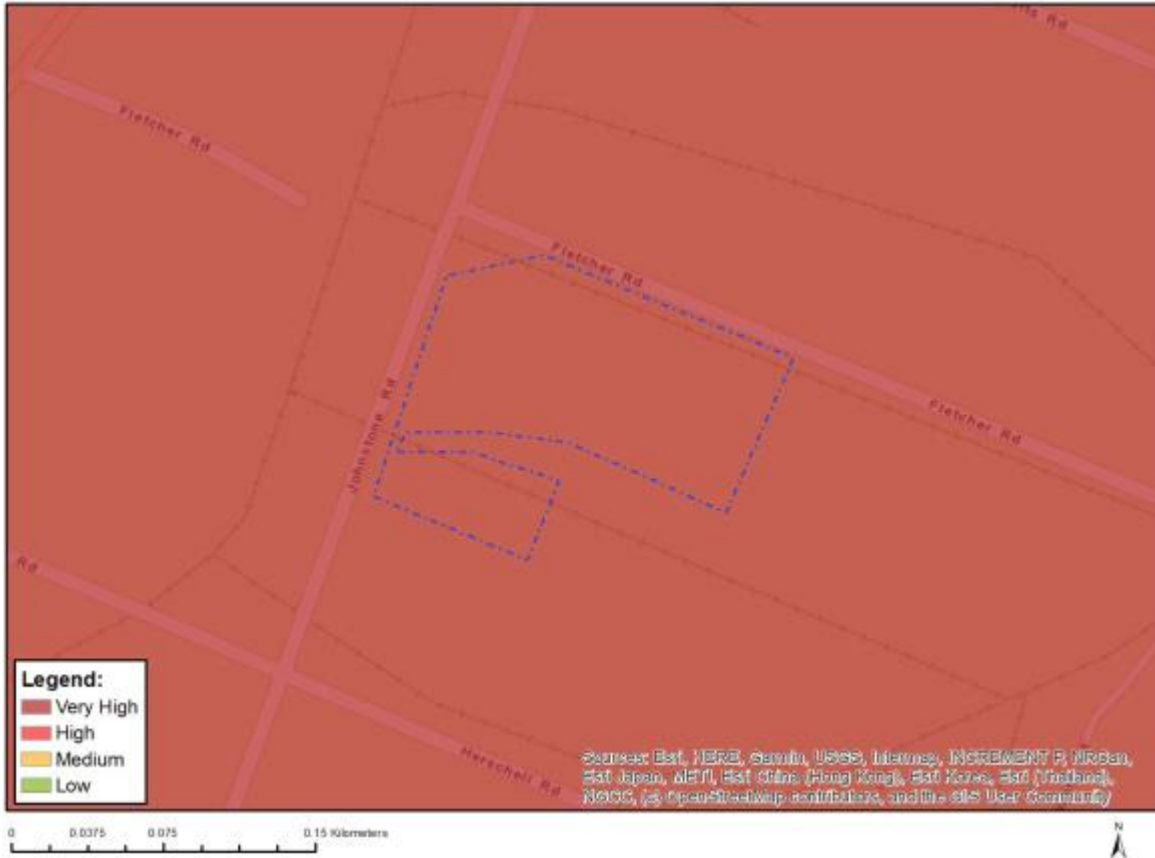 Fletcher Rd
Fletcher Rd
Fletcher Rd
Johnstone Rd
Rd
Herschell Rd
Legend:
Very High
High
Medium
Low
Sources: Esri, HERE, Garmin, USGS, Intermap, INCREMENT P, NRCan,
Esri Japan, METI, Esri China (Hong Kong), Esri Korea, Esri (Thailand),
NGCC, (c) OpenStreetMap contributors, and the GIS User Community
0 0.0375 0.075 0.15 Kilometers
N